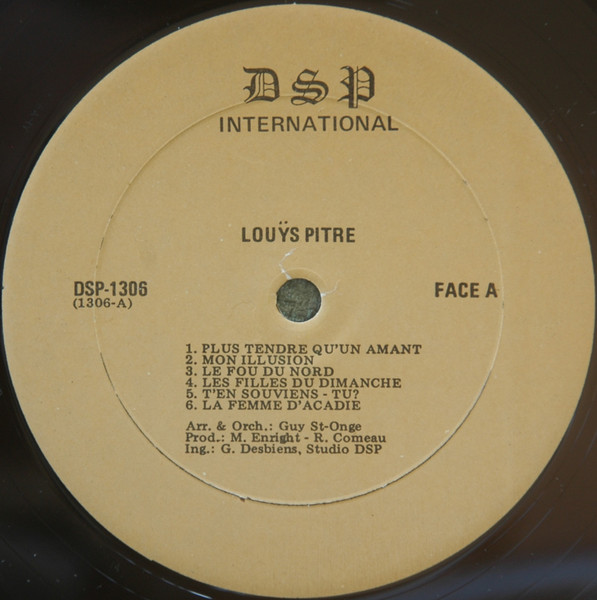 DSP
INTERNATIONAL
LOUŸS PITRE
DSP-1306
(1306-A)
FACE A
1. PLUS TENDRE QU'UN AMANT
2. MON ILLUSION
3. LE FOU DU NORD
4. LES FILLES DU DIMANCHE
5. T'EN SOUVIENS - TU?
6. LA FEMME D'ACADIE
Arr. & Orch.: Guy St-Onge
Prod.: M. Enright - R. Comeau
Ing.: G. Desbiens, Studio DSP